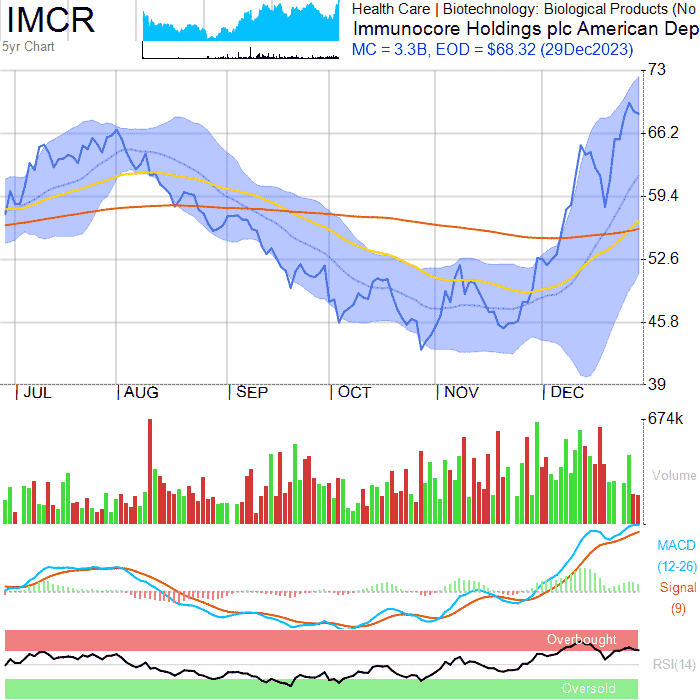 IMCR
5yr Chart
Health Care | Biotechnology: Biological Products (No
Immunocore Holdings plc American Dep
MC = 3.3B, EOD = $68.32 (29Dec2023)
73
66.2
59.4
52.6
45.8
39
JUL AUG SEP OCT NOV DEC
674k
Volume
MACD
(12-26)
Signal
(9)
Overbought
RSI(14)
Oversold